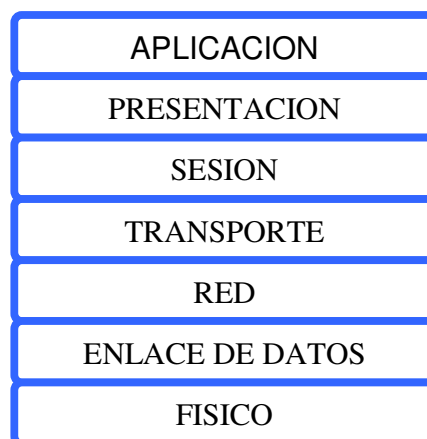 APLICACION
PRESENTACION
SESION
TRANSPORTE
RED
ENLACE DE DATOS
FISICO